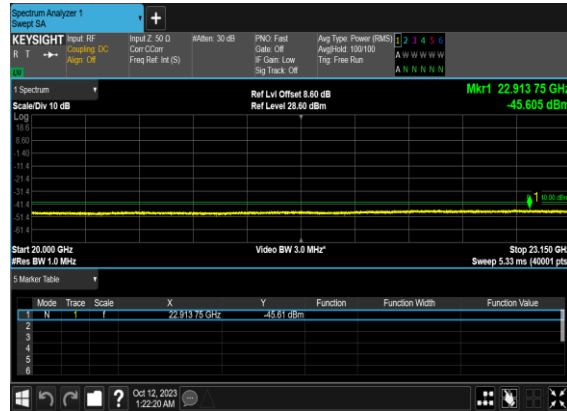 Spectrum Analyzer 1
Swept SA
KEYSIGHT Input: RF Input Z: 50 Ω #Atten: 30 dB PNO: Fast Avg Type: Power (RMS) 1 2 3 4 5 6
R T Coupling: DC Corr CCorr Gate: Off Avg|Hold: 100/100 A W W W W W
Align: Off Freq Ref: Int (S) IF Gain: Low Trig: Free Run
Sig Track: Off A N N N N N
1 Spectrum Ref Lvl Offset 8.60 dB Mkr1 22.913 75 GHz
Scale/Div 10 dB Ref Level 28.60 dBm -45.605 dBm
Log
18.6
8.60
-1.40
-11.4
-21.4
-31.4
-41.4
-51.4
-61.4
1
Start 20.000 GHz Video BW 3.0 MHz* Stop 23.150 GHz
#Res BW 1.0 MHz Sweep 5.33 ms (40001 pts)
5 Marker Table
Mode Trace Scale X Y Function Function Width Function Value
1 N 1 f 22.913 75 GHz -45.61 dBm
2
3
4
5
6
? Oct 12, 2023
1:22:20 AM